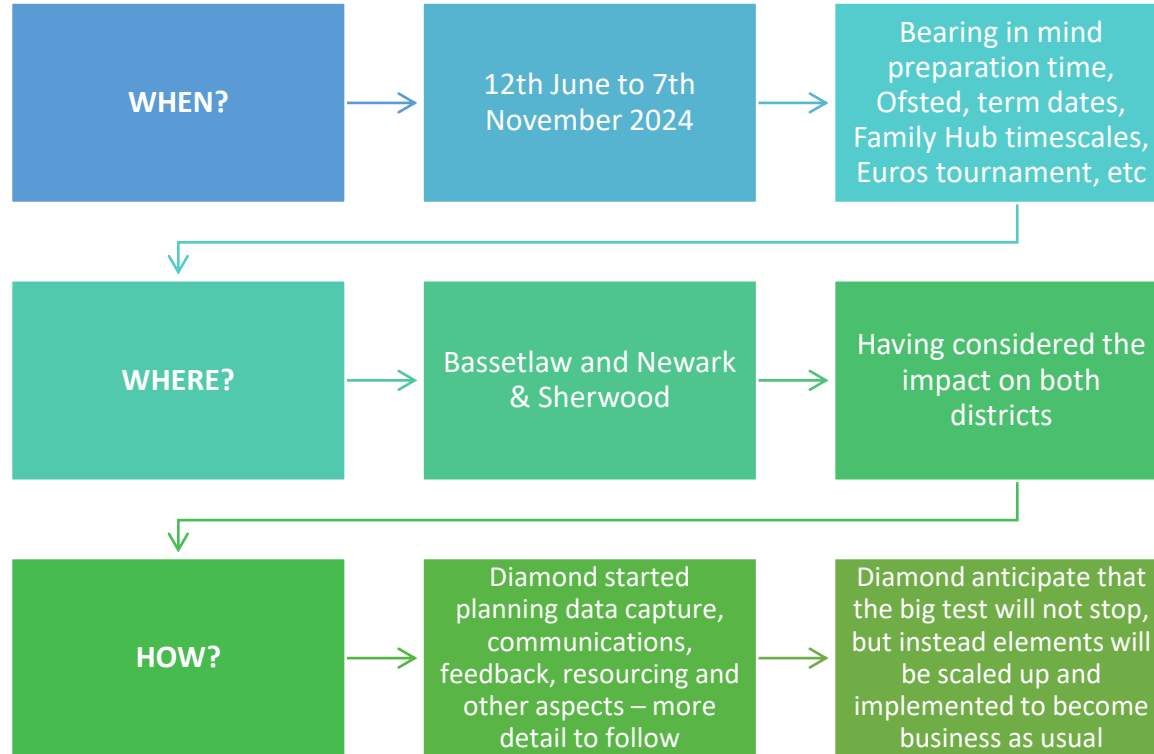 WHEN?
12th June to 7th
November 2024
Bearing in mind
preparation time,
Ofsted, term dates,
Family Hub timescales,
Euros tournament, etc
WHERE?
Bassetlaw and Newark
& Sherwood
Having considered the
impact on both
districts
HOW?
Diamond started
planning data capture,
communications,
feedback, resourcing and
other aspects – more
detail to follow
Diamond anticipate that
the big test will not stop,
but instead elements will
be scaled up and
implemented to become
business as usual